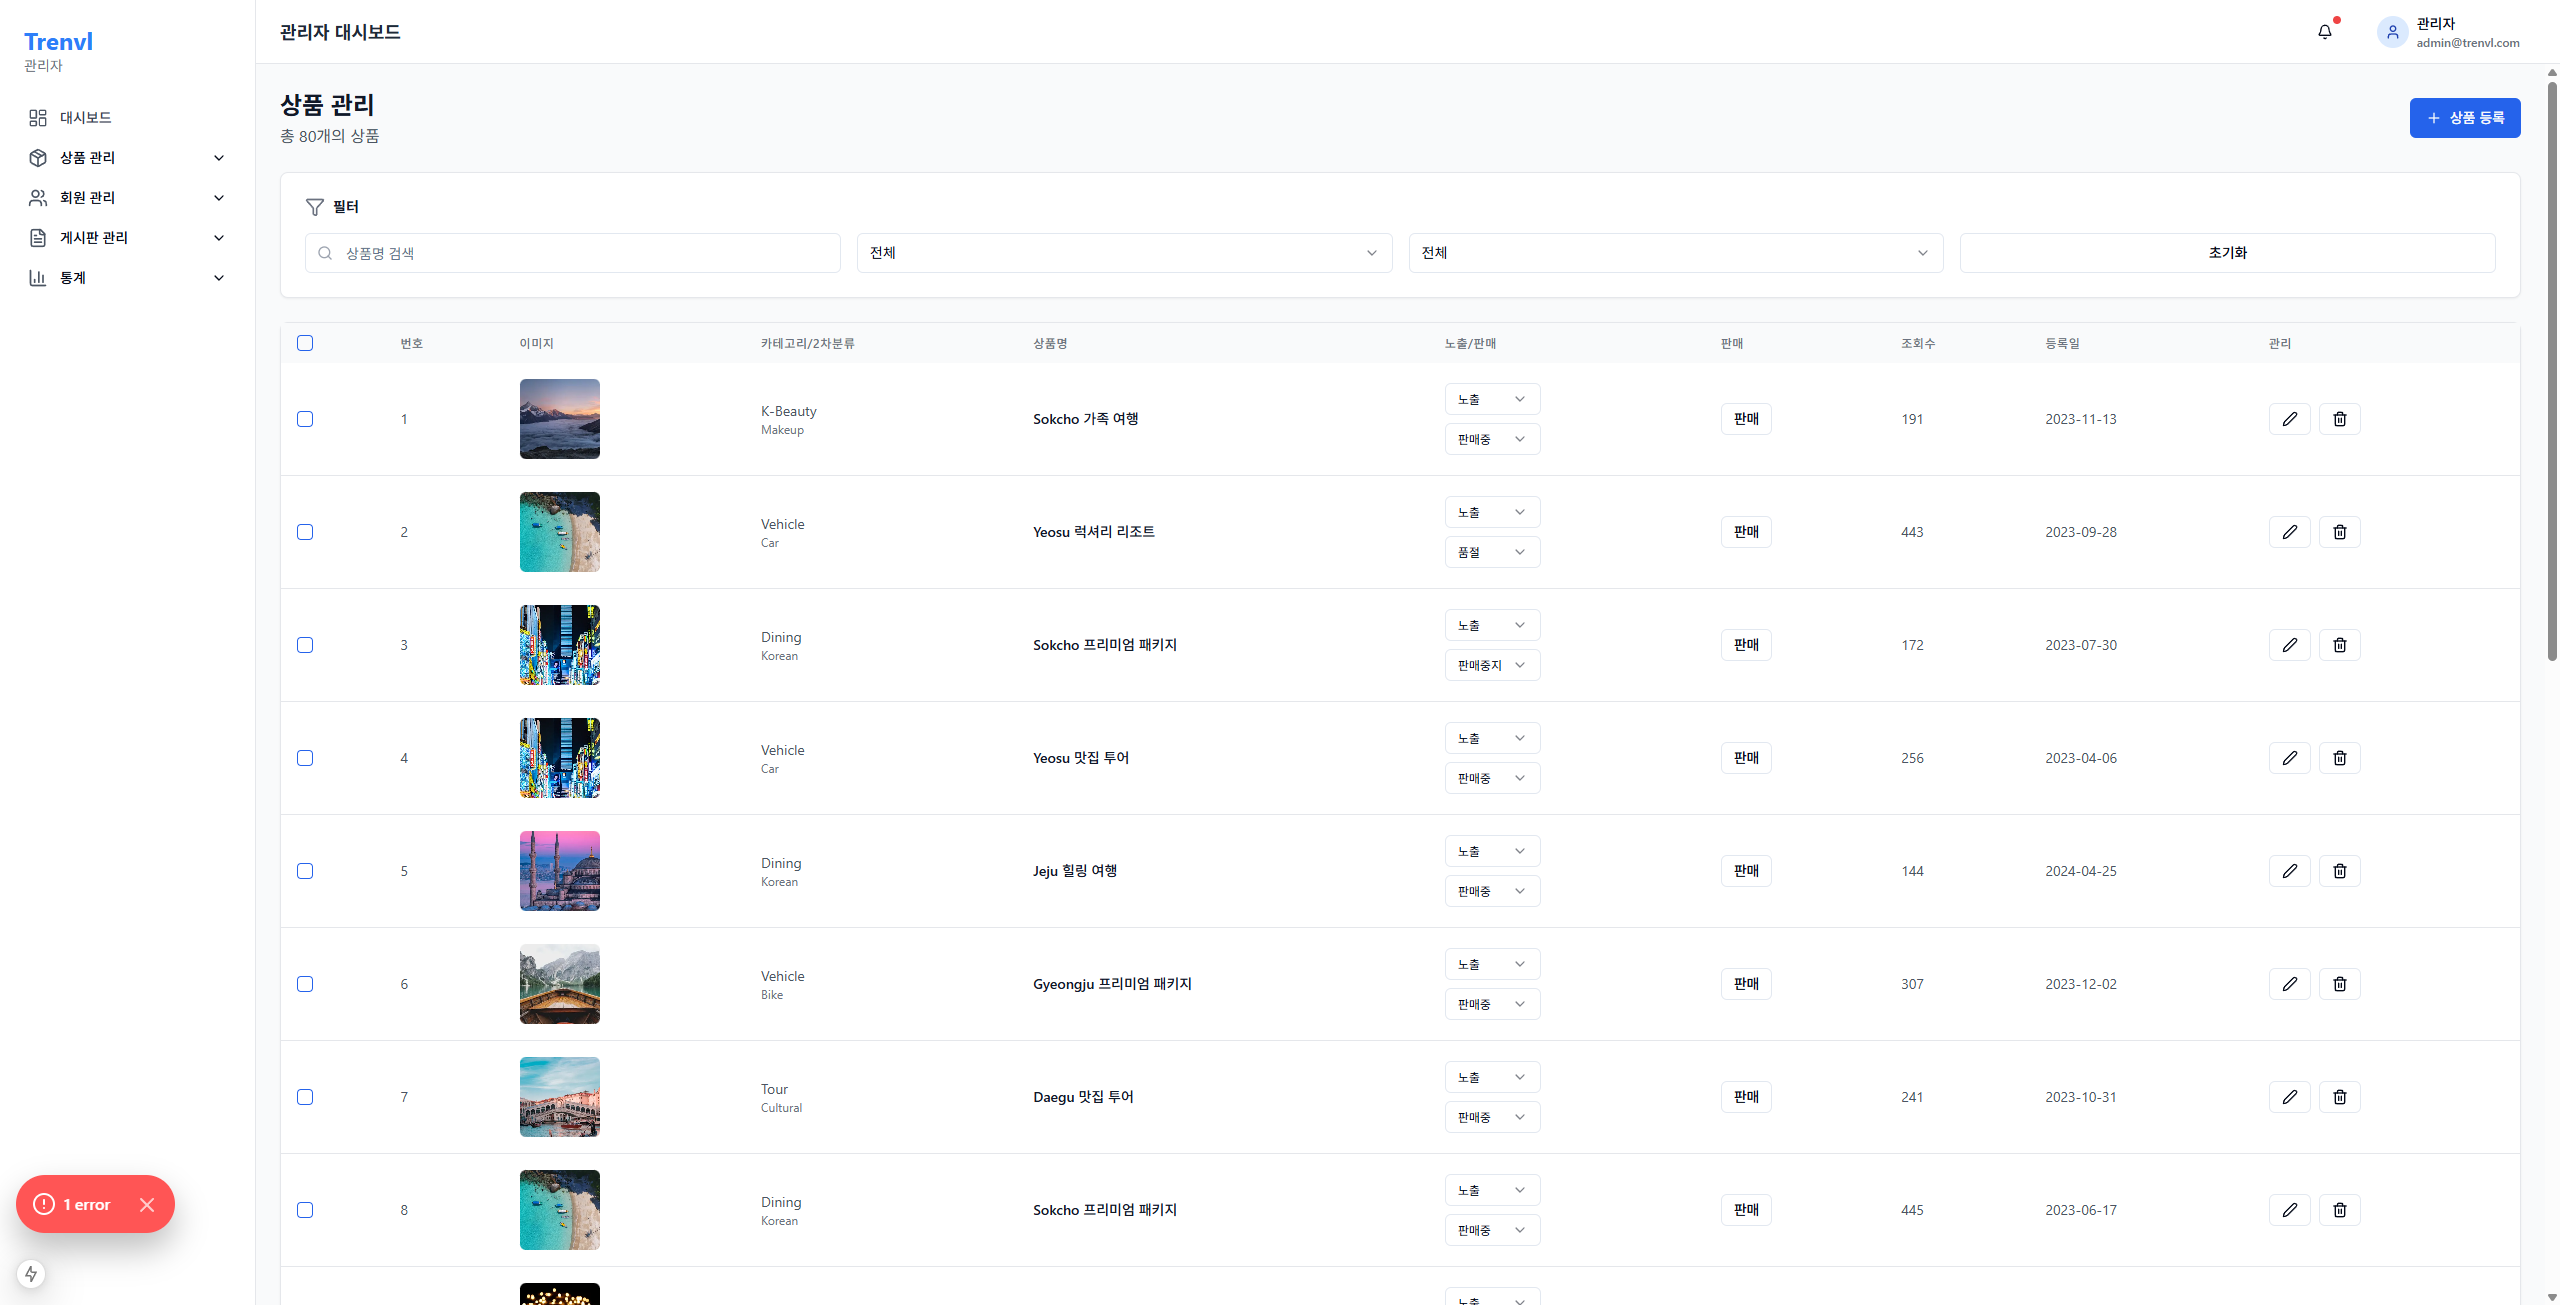 Trenvl
관리자
대시보드
상품 관리
회원 관리
게시판 관리
통계
관리자 대시보드
관리자
admin@trenvl.com
상품 관리
총 80개의 상품
상품 등록
필터
상품명 검색
전체
전체
초기화
번호 이미지 카테고리/2차분류 상품명 노출/판매 판매 조회수 등록일 관리
1 K-Beauty Makeup Sokcho 가족 여행 노출 판매중 판매 191 2023-11-13
2 Vehicle Car Yeosu 럭셔리 리조트 노출 품절 판매 443 2023-09-28
3 Dining Korean Sokcho 프리미엄 패키지 노출 판매중지 판매 172 2023-07-30
4 Vehicle Car Yeosu 맛집 투어 노출 판매중 판매 256 2023-04-06
5 Dining Korean Jeju 힐링 여행 노출 판매중 판매 144 2024-04-25
6 Vehicle Bike Gyeongju 프리미엄 패키지 노출 판매중 판매 307 2023-12-02
7 Tour Cultural Daegu 맛집 투어 노출 판매중 판매 241 2023-10-31
8 Dining Korean Sokcho 프리미엄 패키지 노출 판매중 판매 445 2023-06-17
노출
1 error